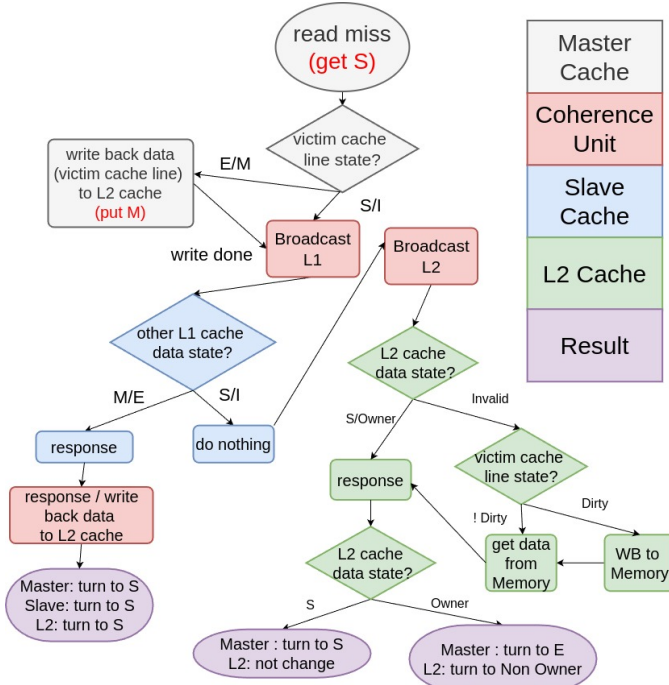 read miss
(get S)
victim cache
line state?
E/M
S/I
write back data
(victim cache line)
to L2 cache
(put M)
write done
Broadcast
L1
Broadcast
L2
other L1 cache
data state?
M/E
S/I
response
do nothing
response / write
back data
to L2 cache
Master: turn to S
Slave: turn to S
L2: turn to S
L2 cache
data state?
S/Owner
Invalid
response
victim cache
line state?
! Dirty
Dirty
get data
from
Memory
WB to
Memory
L2 cache
data state?
S
Owner
Master : turn to S
L2: not change
Master : turn to E
L2: turn to Non Owner
Master
Cache
Coherence
Unit
Slave
Cache
L2 Cache
Result